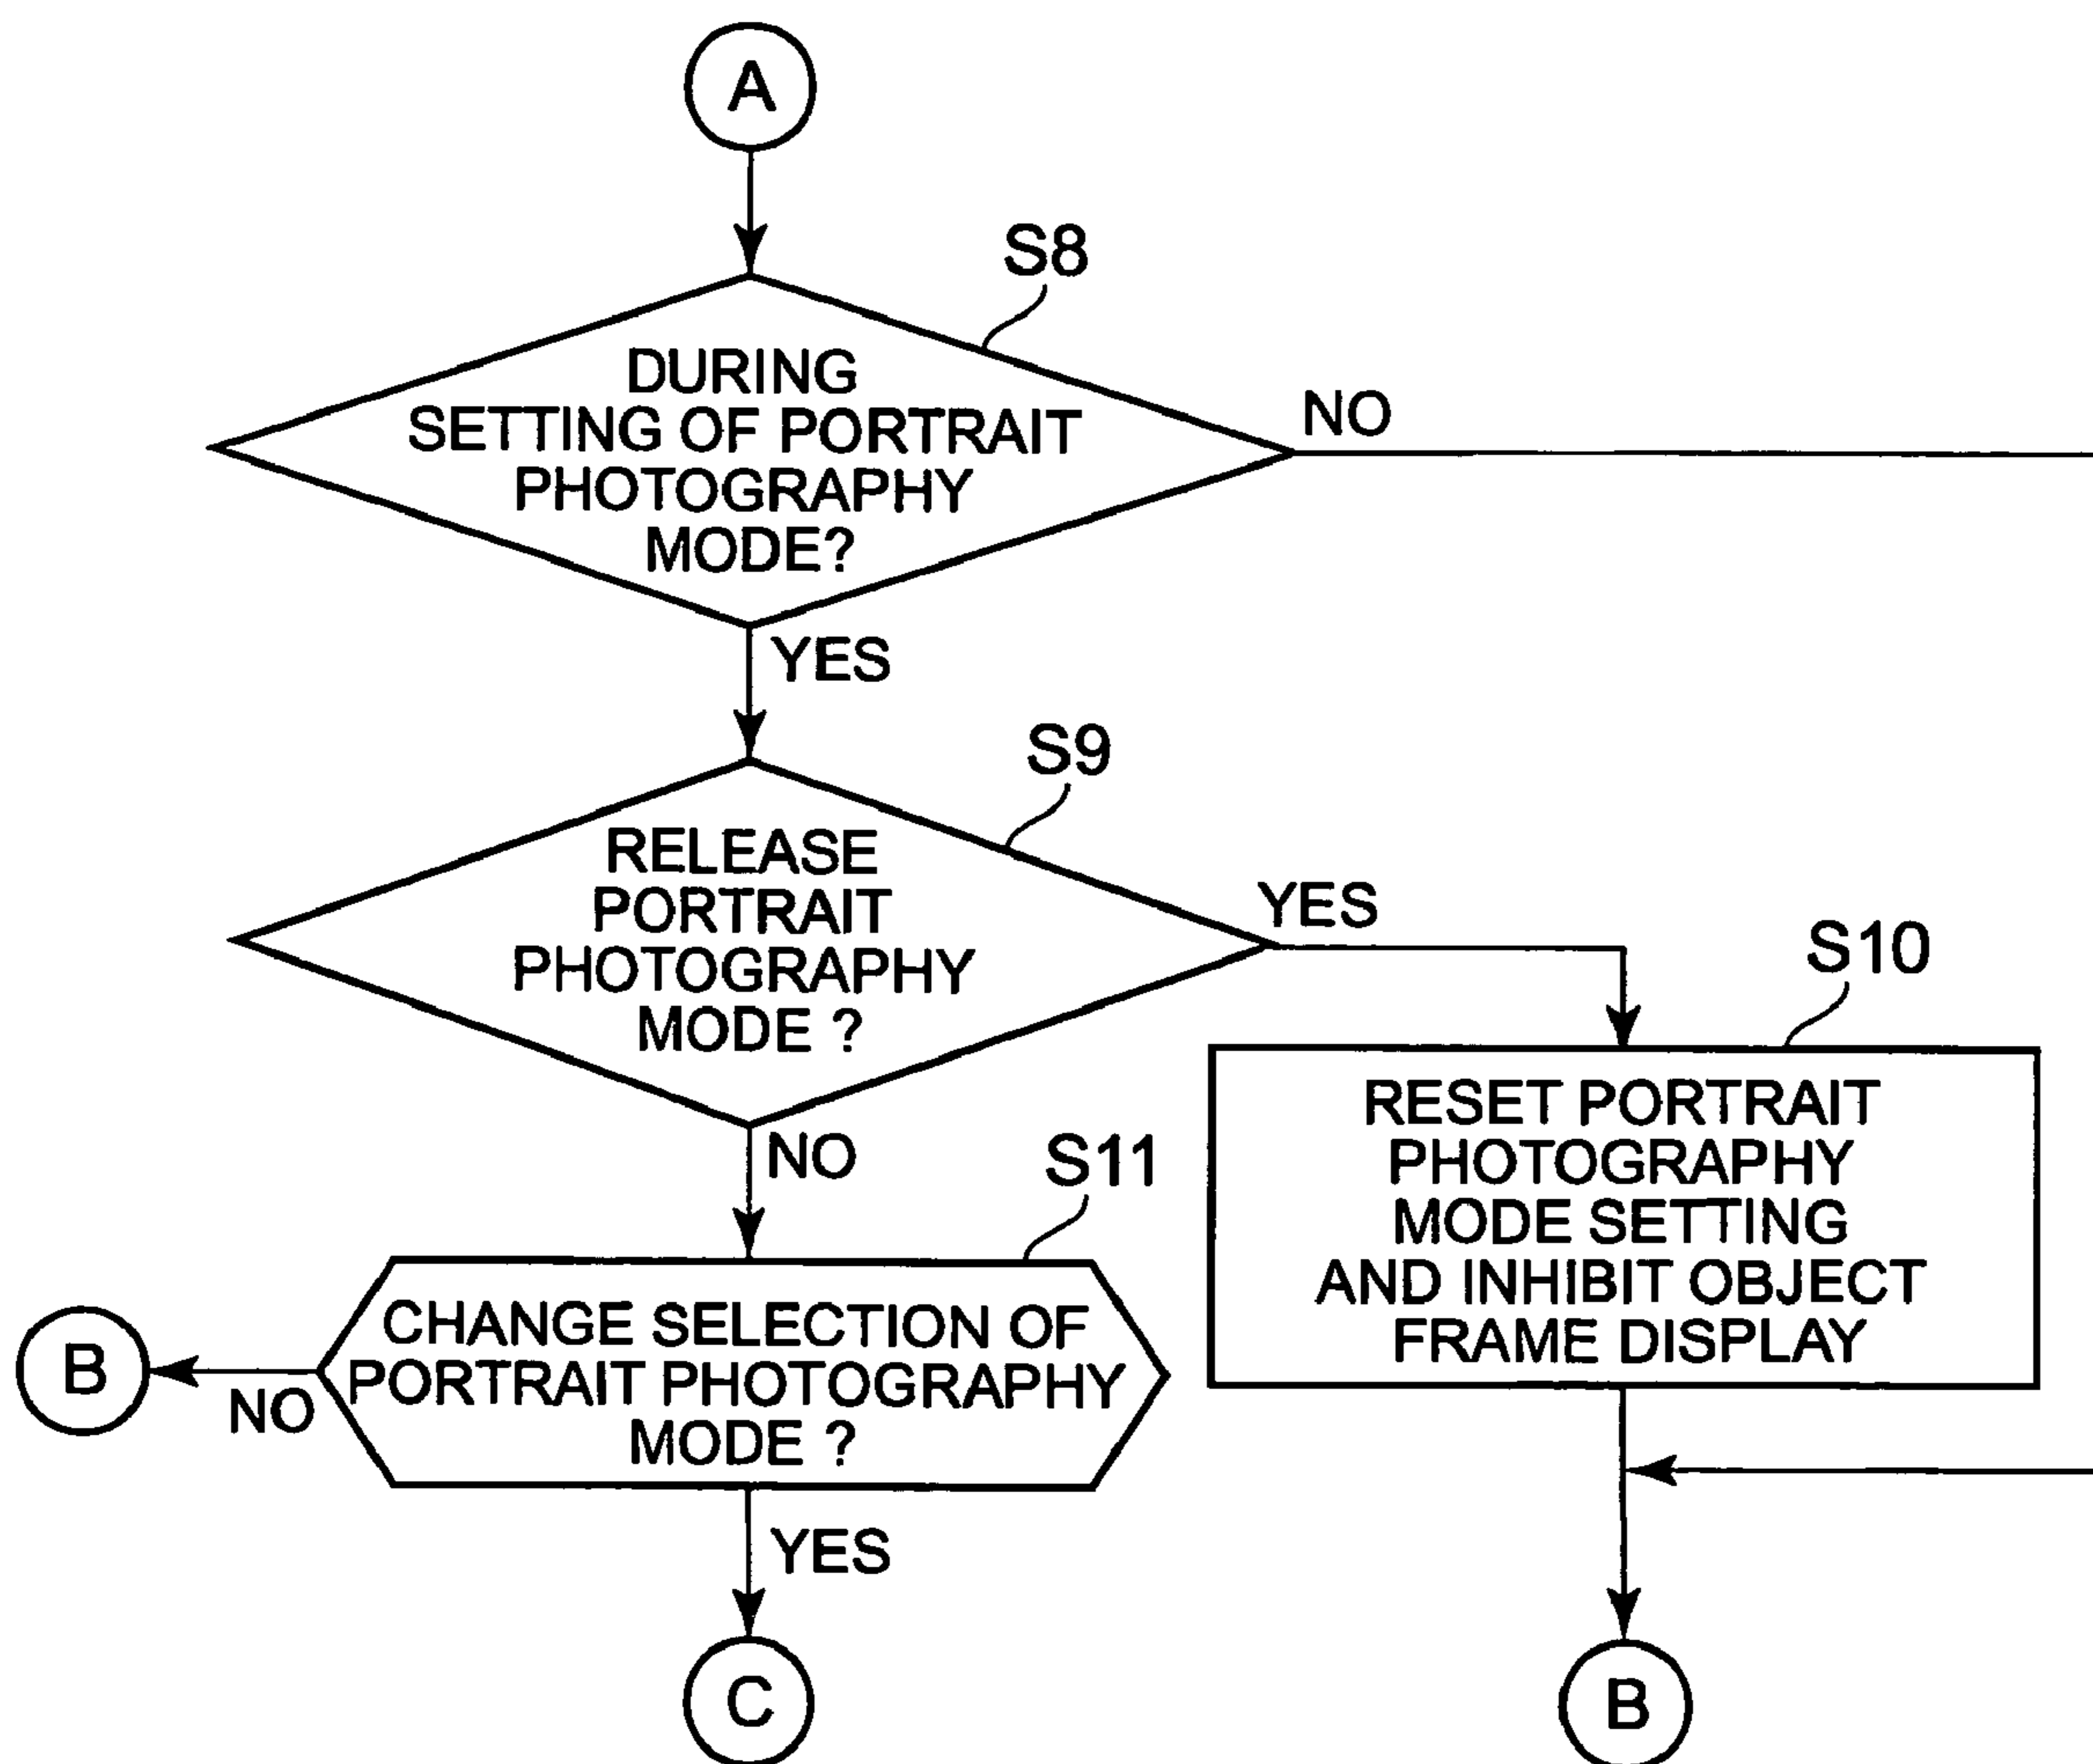 A
S8
DURING
SETTING OF PORTRAIT
PHOTOGRAPHY
MODE?
NO
YES
S9
RELEASE
PORTRAIT
PHOTOGRAPHY
MODE ?
YES
S10
RESET PORTRAIT
PHOTOGRAPHY
MODE SETTING
AND INHIBIT OBJECT
FRAME DISPLAY
NO
S11
CHANGE SELECTION OF
PORTRAIT PHOTOGRAPHY
MODE ?
B
NO
YES
C
B